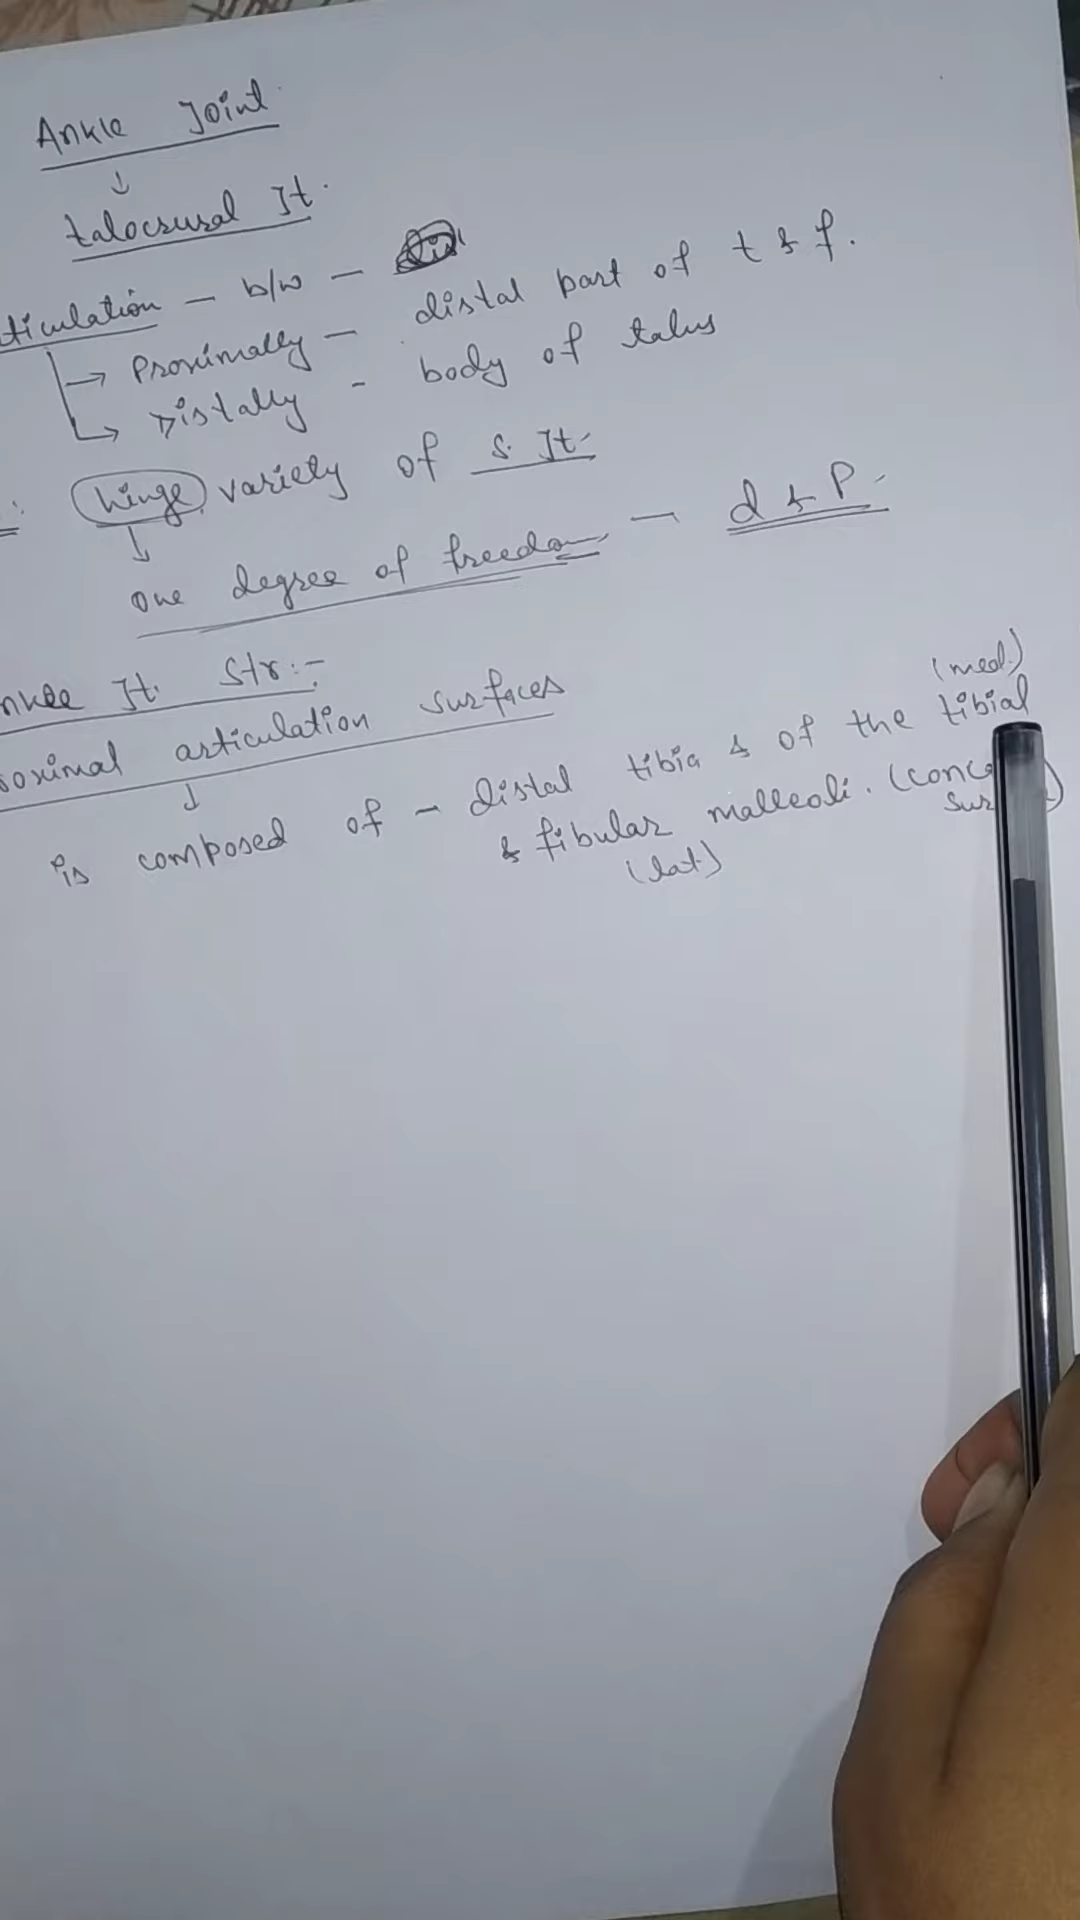 Ankle Joint
↓
talocrural Jt.
ticulation - b/w -
→ Proximally - distal part of t & f.
→ Distally - body of talus
hinge variety of s. Jt.
↓
one degree of freedom - d & P.
nkle Jt. Str:-
oximal articulation surfaces
↓
(med.)
is composed of - distal tibia & of the tibial
& fibular malleoli. (conca
(lat.)
sur